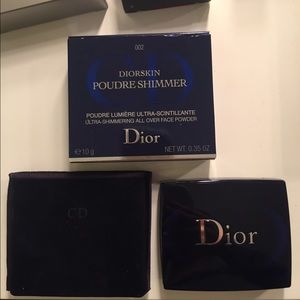 002
DIORSKIN
POUDRE SHIMMER
POUDRE LUMIÈRE ULTRA-SCINTILLANTE
ULTRA-SHIMMERING ALL OVER FACE POWDER
Dior
℮ 10 g
NET WT. 0.35 OZ
CD
Dior